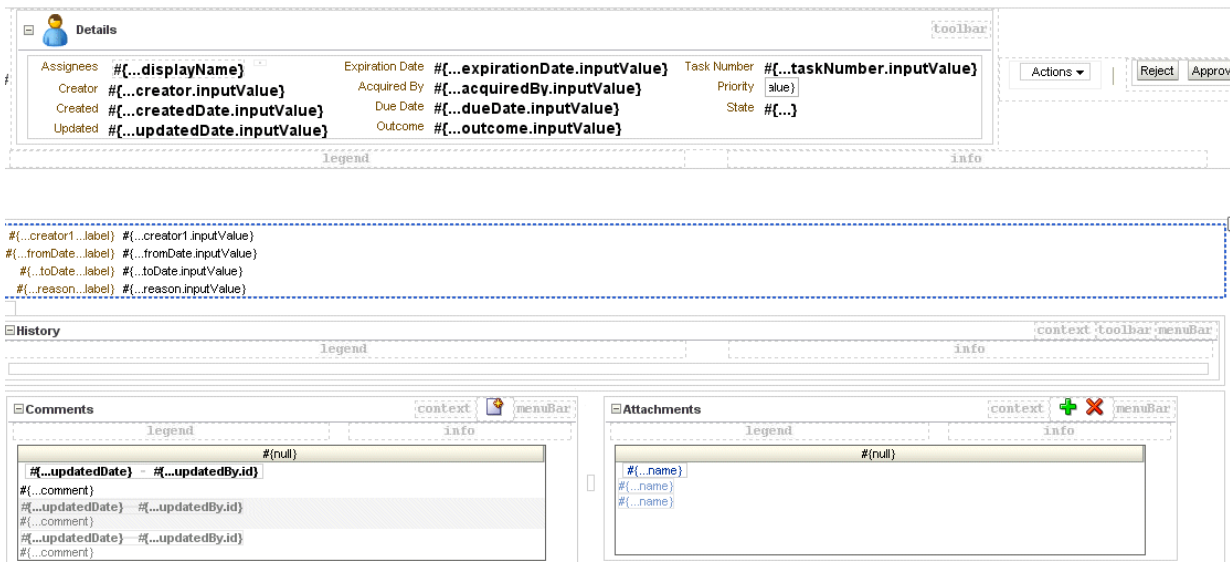 Details toolbar
Assignees #{...displayName} Expiration Date #{...expirationDate.inputValue} Task Number #{...taskNumber.inputValue}
# Actions Reject Approv
Creator #{...creator.inputValue} Acquired By #{...acquiredBy.inputValue} Priority alue}
Created #{...createdDate.inputValue} Due Date #{...dueDate.inputValue} State #{...}
Updated #{...updatedDate.inputValue} Outcome #{...outcome.inputValue}
legend info
#{...creator1...label} #{...creator1.inputValue}
#{...fromDate...label} #{...fromDate.inputValue}
#{...toDate...label} #{...toDate.inputValue}
#{...reason...label} #{...reason.inputValue}
History context toolbar menuBar
legend info
Comments context menuBar
legend info
#{null}
#{...updatedDate} - #{...updatedBy.id}
#{...comment}
#{...updatedDate} #{...updatedBy.id}
#{...comment}
#{...updatedDate} #{...updatedBy.id}
#{...comment}
Attachments context menuBar
legend info
#{null}
#{...name}
#{...name}
#{...name}